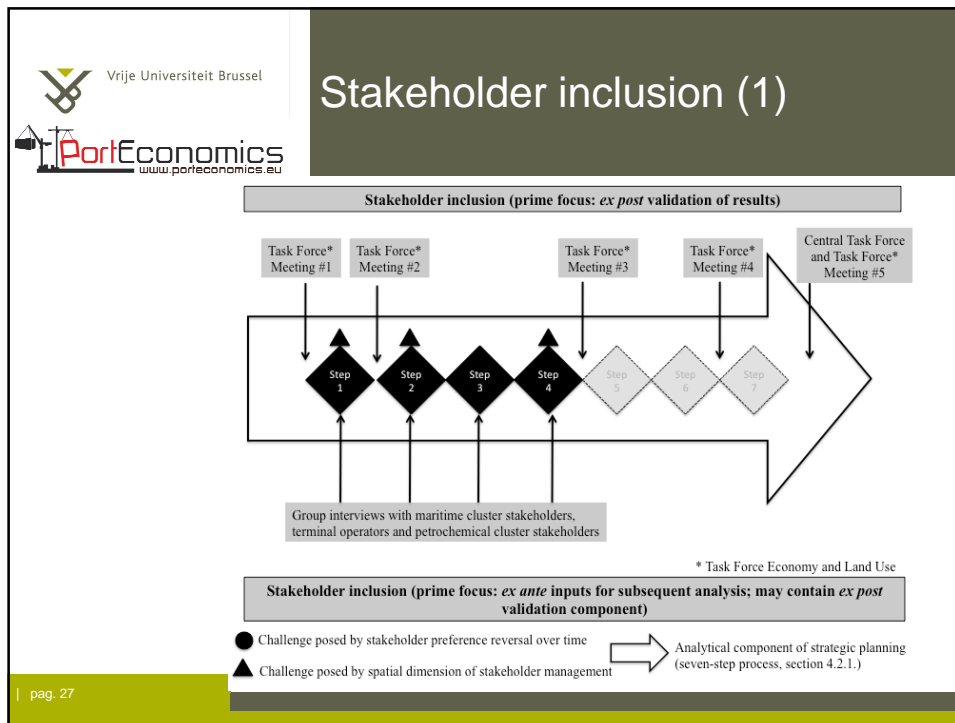 Vrije Universiteit Brussel
PortEconomics
www.porteconomics.eu
Stakeholder inclusion (1)
Stakeholder inclusion (prime focus: ex post validation of results)
Task Force*
Meeting #1
Task Force*
Meeting #2
Task Force*
Meeting #3
Task Force*
Meeting #4
Central Task Force
and Task Force*
Meeting #5
Step
1
Step
2
Step
3
Step
4
Step
5
Step
6
Step
7
Group interviews with maritime cluster stakeholders,
terminal operators and petrochemical cluster stakeholders
* Task Force Economy and Land Use
Stakeholder inclusion (prime focus: ex ante inputs for subsequent analysis; may contain ex post
validation component)
Challenge posed by stakeholder preference reversal over time
Challenge posed by spatial dimension of stakeholder management
Analytical component of strategic planning
(seven-step process, section 4.2.1.)
| pag. 27